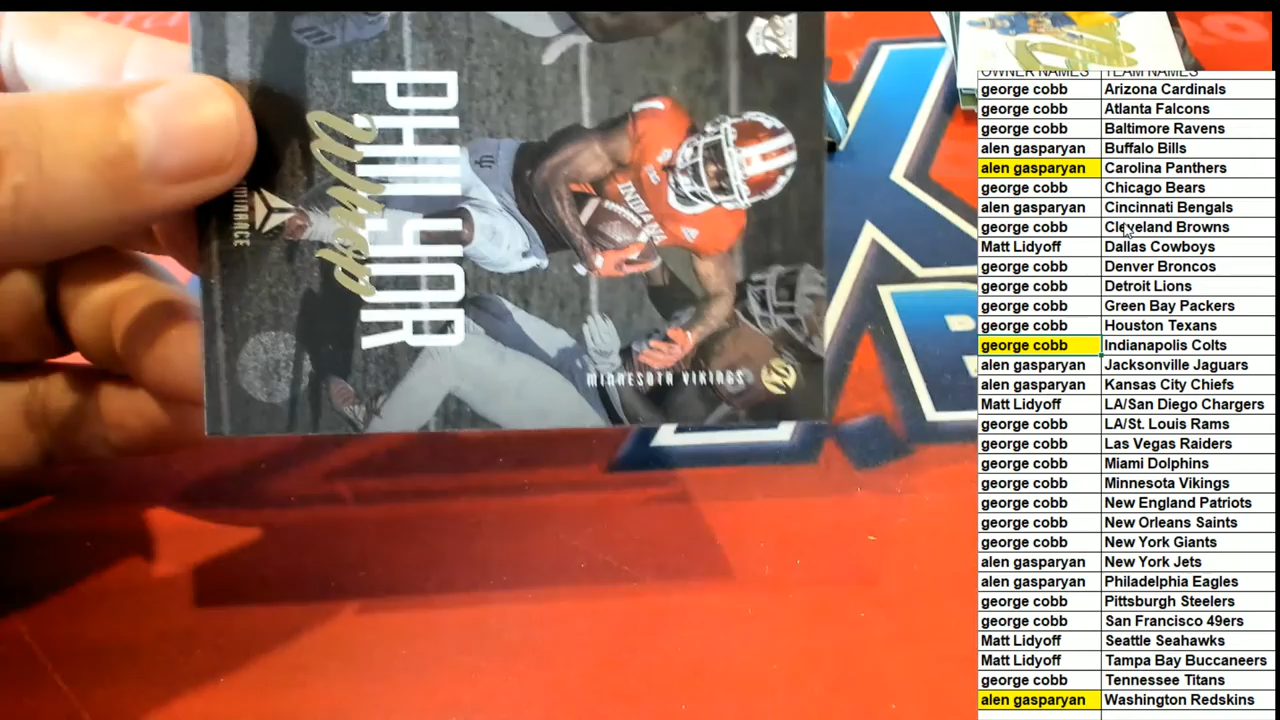 PHILYOR
Whop
LUMINANCE
INDIANA
MINNESOTA VIKINGS
OWNER NAMES TEAM NAMES
george cobb Arizona Cardinals
george cobb Atlanta Falcons
george cobb Baltimore Ravens
alen gasparyan Buffalo Bills
alen gasparyan Carolina Panthers
george cobb Chicago Bears
alen gasparyan Cincinnati Bengals
george cobb Cleveland Browns
Matt Lidyoff Dallas Cowboys
george cobb Denver Broncos
george cobb Detroit Lions
george cobb Green Bay Packers
george cobb Houston Texans
george cobb Indianapolis Colts
alen gasparyan Jacksonville Jaguars
alen gasparyan Kansas City Chiefs
Matt Lidyoff LA/San Diego Chargers
george cobb LA/St. Louis Rams
george cobb Las Vegas Raiders
george cobb Miami Dolphins
george cobb Minnesota Vikings
george cobb New England Patriots
george cobb New Orleans Saints
george cobb New York Giants
alen gasparyan New York Jets
alen gasparyan Philadelphia Eagles
george cobb Pittsburgh Steelers
george cobb San Francisco 49ers
Matt Lidyoff Seattle Seahawks
Matt Lidyoff Tampa Bay Buccaneers
george cobb Tennessee Titans
alen gasparyan Washington Redskins